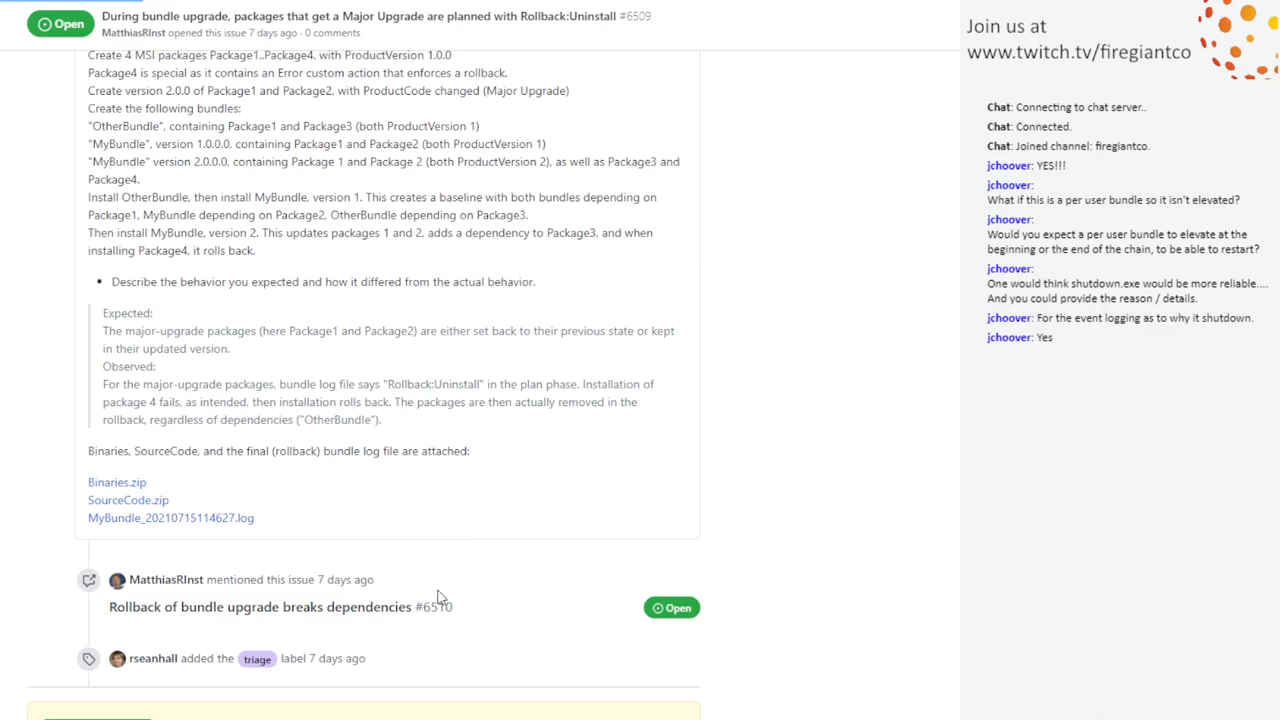 Open
During bundle upgrade, packages that get a Major Upgrade are planned with Rollback:Uninstall #6509
MatthiasRInst opened this issue 7 days ago · 0 comments
Create 4 MSI packages Package1..Package4. with ProductVersion 1.0.0
Package4 is special as it contains an Error custom action that enforces a rollback.
Create version 2.0.0 of Package1 and Package2, with ProductCode changed (Major Upgrade)
Create the following bundles:
"OtherBundle", containing Package1 and Package3 (both ProductVersion 1)
"MyBundle", version 1.0.0.0, containing Package1 and Package2 (both ProductVersion 1)
"MyBundle" version 2.0.0.0, containing Package 1 and Package 2 (both ProductVersion 2), as well as Package3 and
Package4.
Install OtherBundle, then install MyBundle, version 1. This creates a baseline with both bundles depending on
Package1, MyBundle depending on Package2, OtherBundle depending on Package3.
Then install MyBundle, version 2. This updates packages 1 and 2, adds a dependency to Package3, and when
installing Package4, it rolls back.
• Describe the behavior you expected and how it differed from the actual behavior.
Expected:
The major-upgrade packages (here Package1 and Package2) are either set back to their previous state or kept
in their updated version.
Observed:
For the major-upgrade packages, bundle log file says "Rollback:Uninstall" in the plan phase. Installation of
package 4 fails, as intended, then installation rolls back. The packages are then actually removed in the
rollback, regardless of dependencies ("OtherBundle").
Binaries, SourceCode, and the final (rollback) bundle log file are attached:
Binaries.zip
SourceCode.zip
MyBundle_20210715114627.log
MatthiasRInst mentioned this issue 7 days ago
Rollback of bundle upgrade breaks dependencies #6510
Open
rseanhall added the triage label 7 days ago
Join us at
www.twitch.tv/firegiantco
Chat: Connecting to chat server..
Chat: Connected.
Chat: Joined channel: firegiantco.
jchoover: YES!!!
jchoover:
What if this is a per user bundle so it isn't elevated?
jchoover:
Would you expect a per user bundle to elevate at the
beginning or the end of the chain, to be able to restart?
jchoover:
One would think shutdown.exe would be more reliable....
And you could provide the reason / details.
jchoover: For the event logging as to why it shutdown.
jchoover: Yes